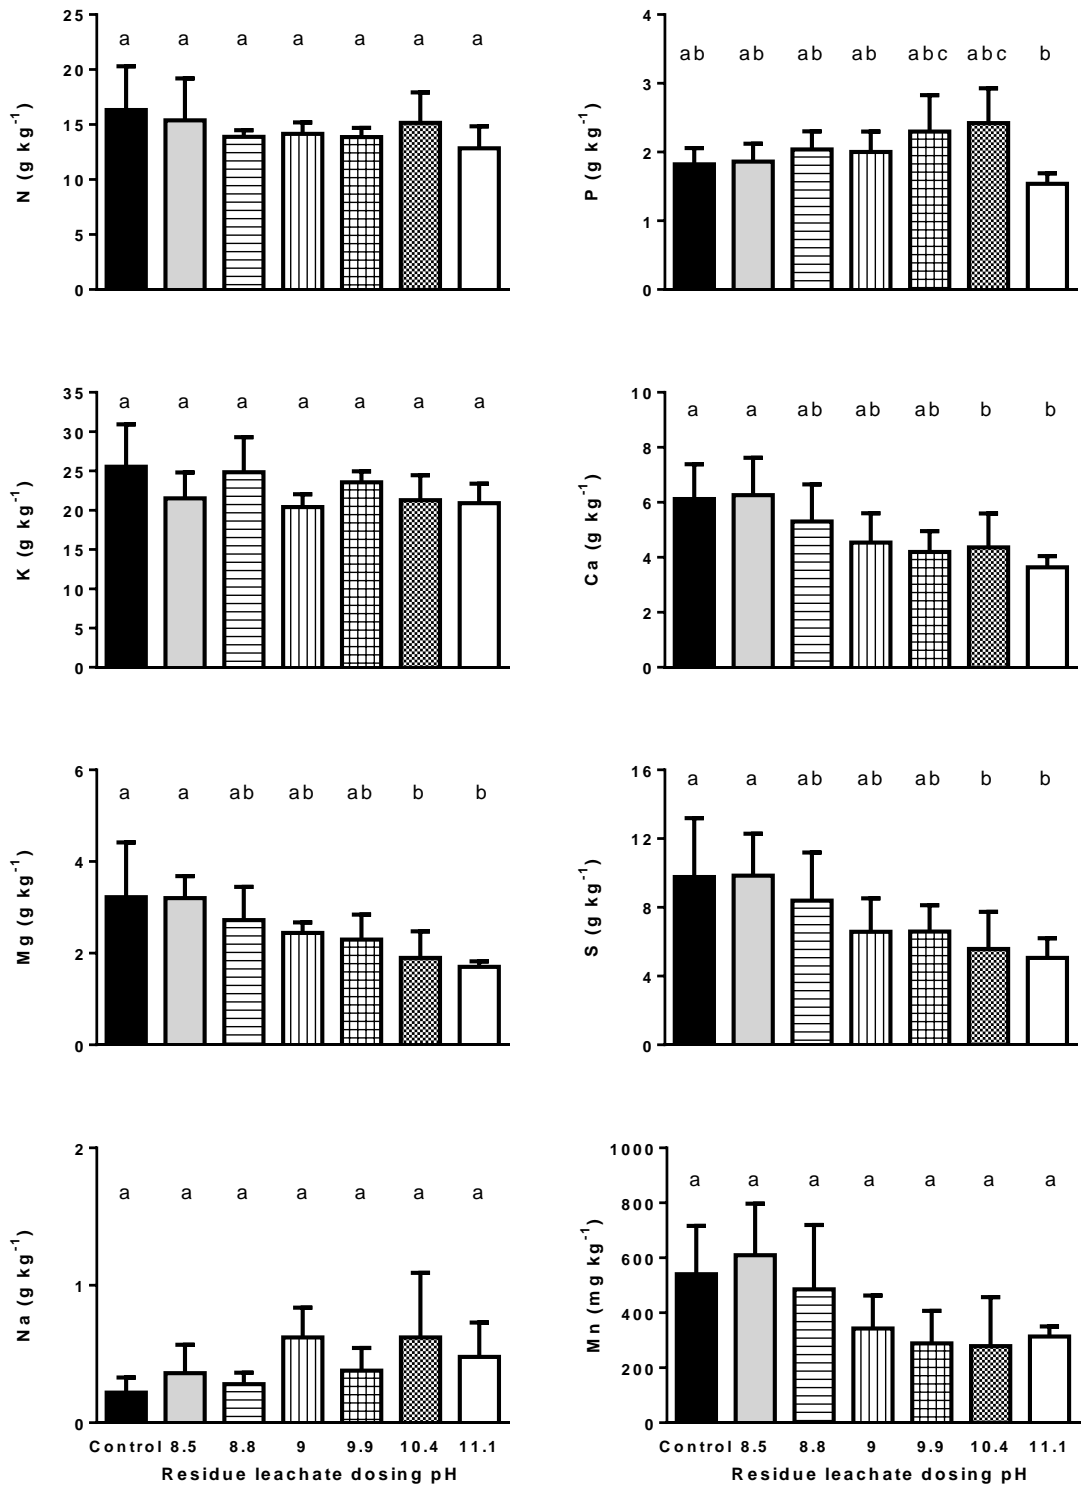 N (g kg⁻¹)
25
20
15
10
5
0
a a a a a a a
P (g kg⁻¹)
4
3
2
1
0
ab ab ab ab abc abc b
K (g kg⁻¹)
35
30
25
20
15
10
5
0
a a a a a a a
Ca (g kg⁻¹)
10
8
6
4
2
0
a a ab ab ab b b
Mg (g kg⁻¹)
6
4
2
0
a a ab ab ab b b
S (g kg⁻¹)
16
12
8
4
0
a a ab ab ab b b
Na (g kg⁻¹)
2
1
0
a a a a a a a
Control 8.5 8.8 9 9.9 10.4 11.1
Residue leachate dosing pH
Mn (mg kg⁻¹)
1000
800
600
400
200
0
a a a a a a a
Control 8.5 8.8 9 9.9 10.4 11.1
Residue leachate dosing pH